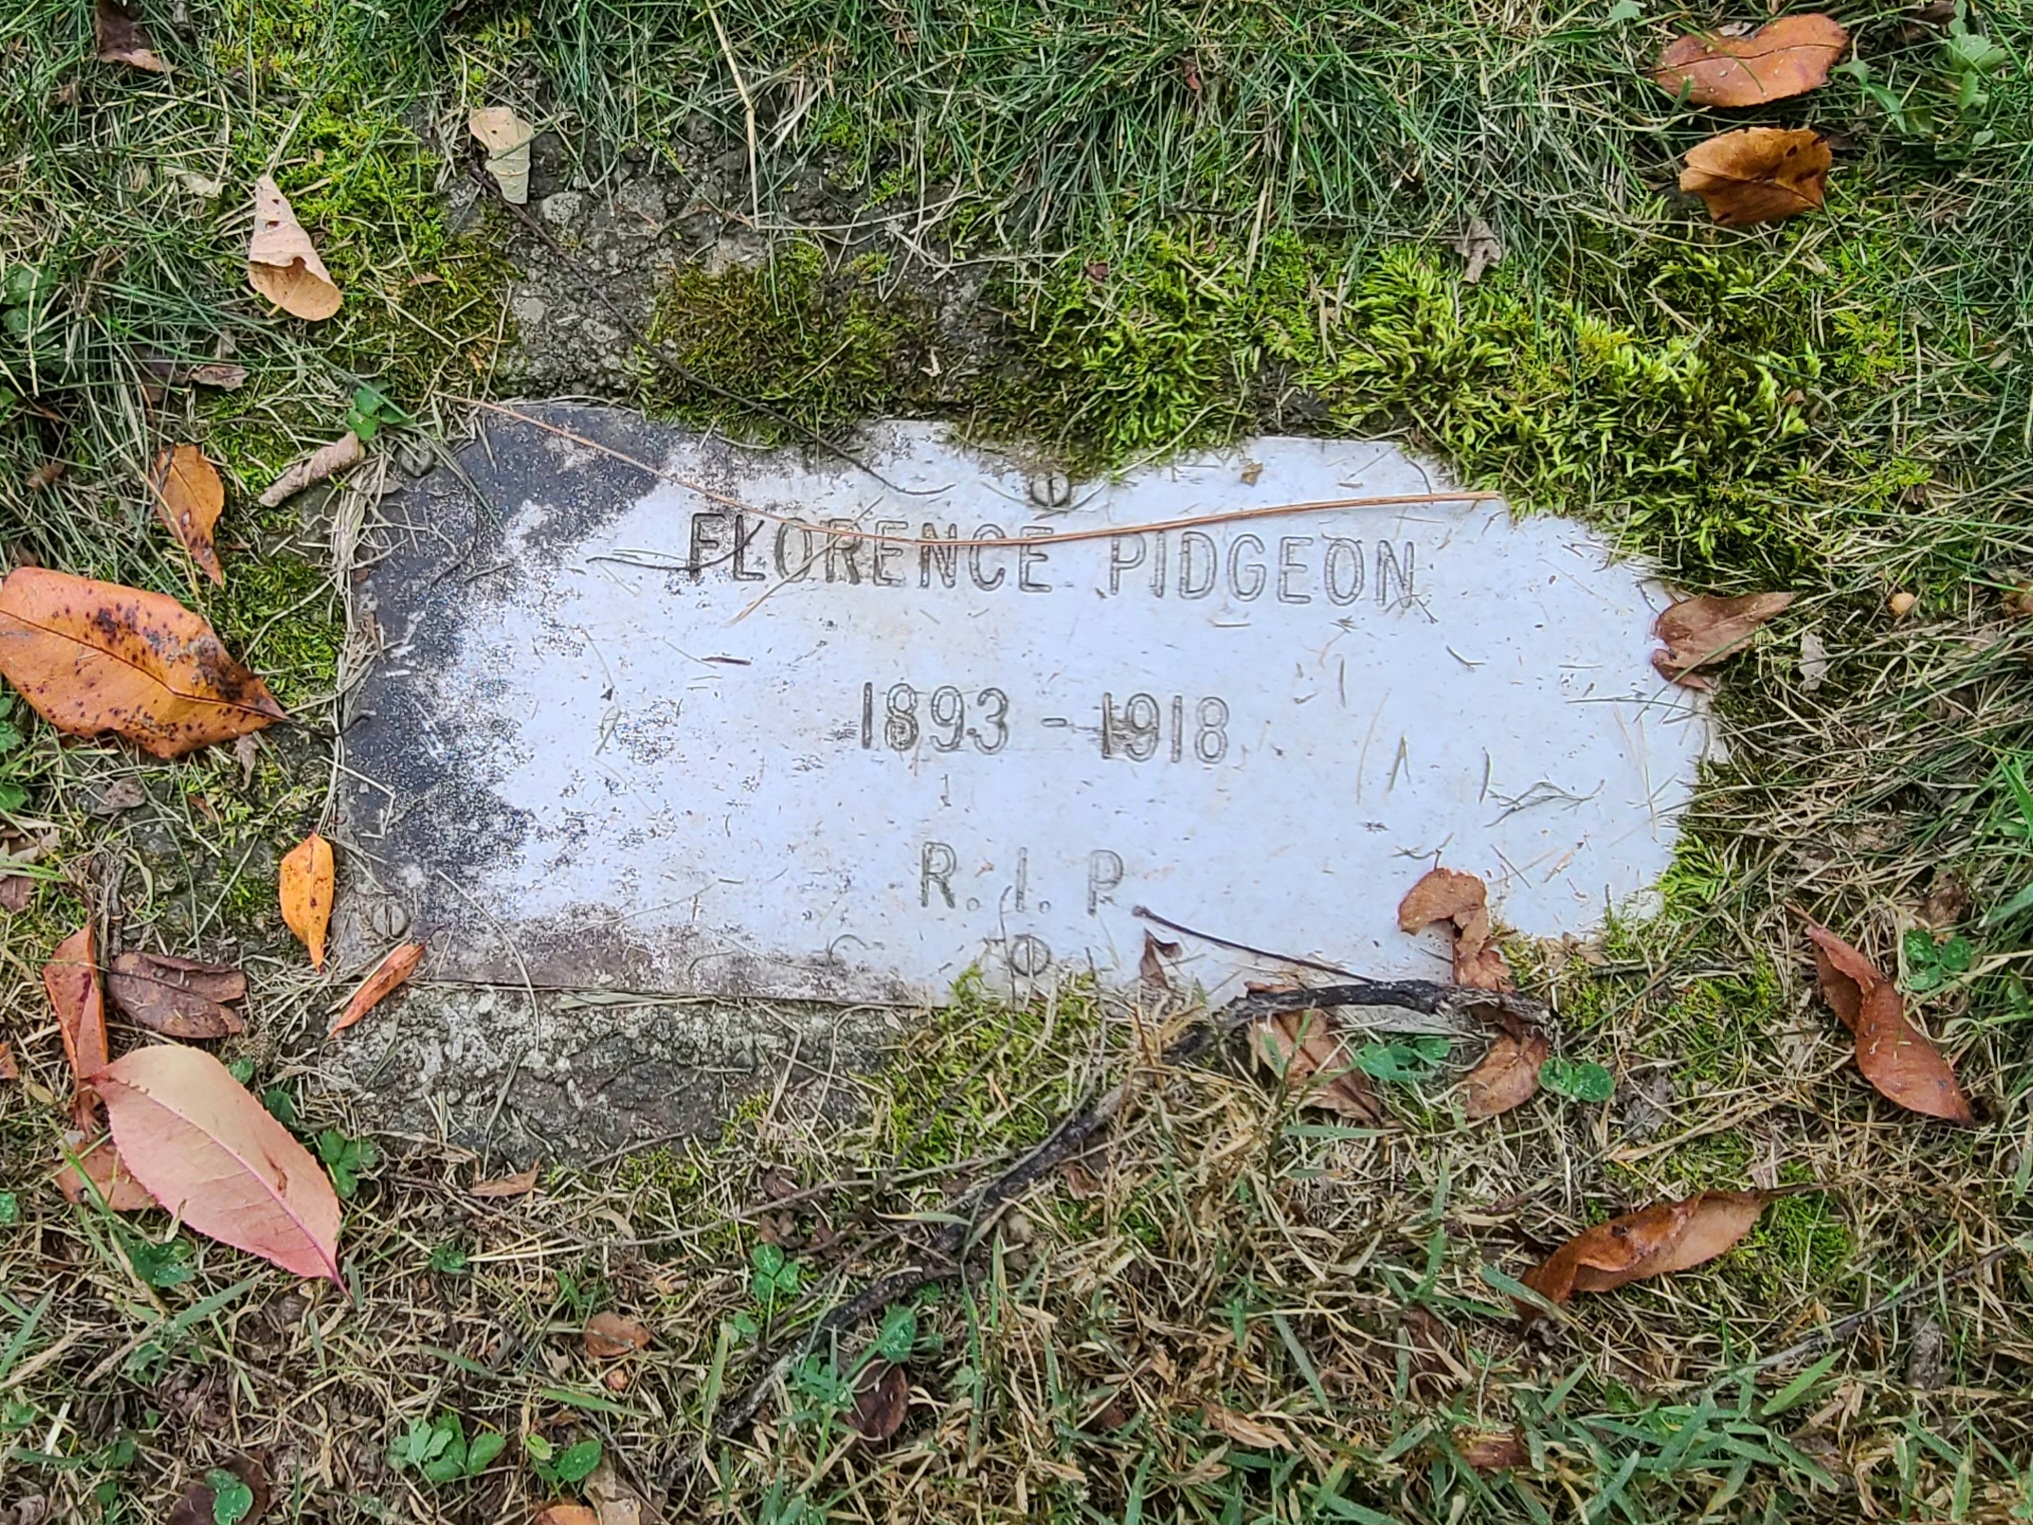 FLORENCE PIDGEON
1893 - 1918
R. I. P